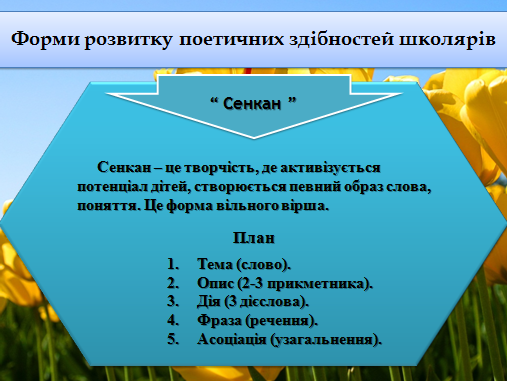 Форми розвитку поетичних здібностей школярів
“ Сенкан ”
Сенкан – це творчість, де активізується
потенціал дітей, створюється певний образ слова,
поняття. Це форма вільного вірша.
План
1. Тема (слово).
2. Опис (2-3 прикметника).
3. Дія (3 дієслова).
4. Фраза (речення).
5. Асоціація (узагальнення).